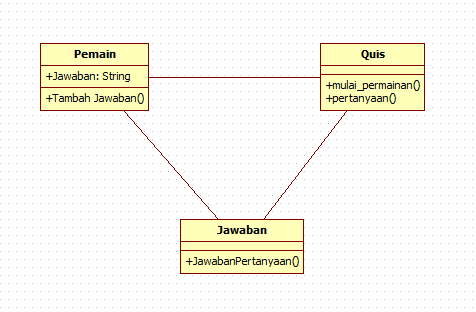 Pemain
+Jawaban: String
+Tambah Jawaban()
Quis
+mulai_permainan()
+pertanyaan()
Jawaban
+JawabanPertanyaan()